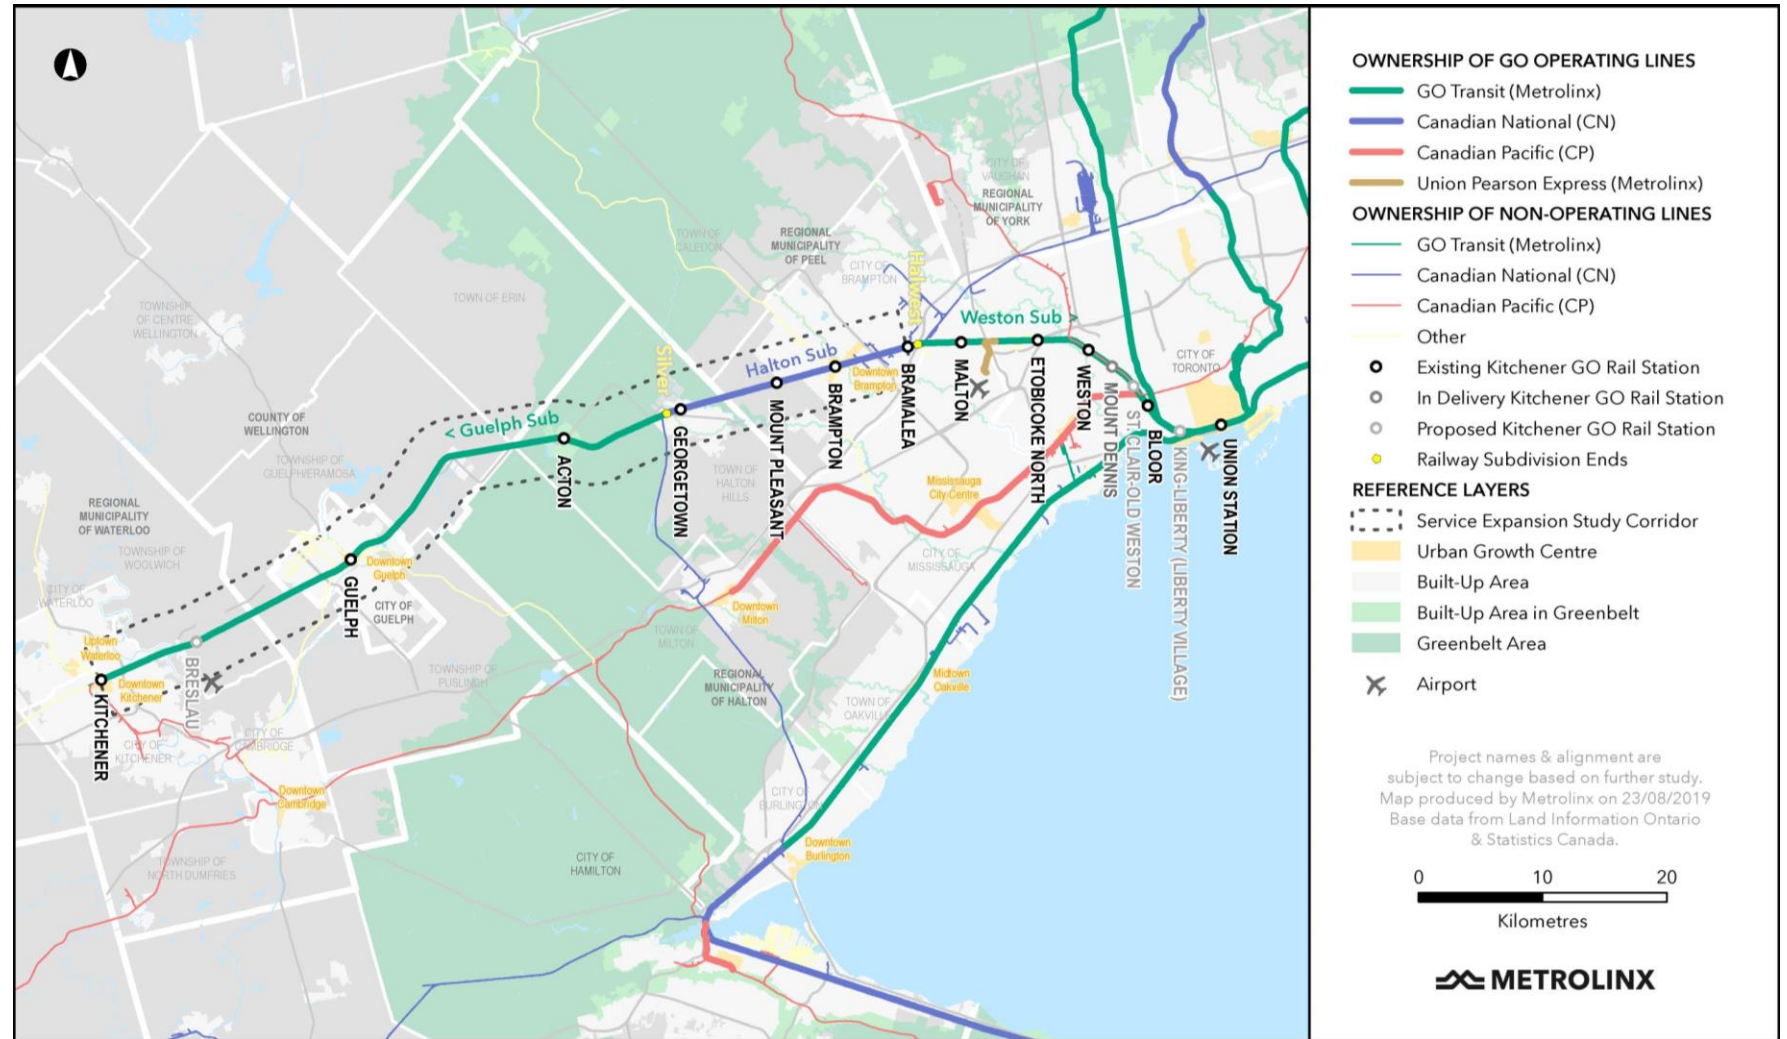 TOWNSHIP
OF CENTRE
WELLINGTON
TOWN OF ERIN
TOWN OF
CALEDON
REGIONAL
MUNICIPALITY
OF PEEL
CITY OF
BRAMPTON
CITY OF
VAUGHAN
REGIONAL
MUNICIPALITY
OF YORK
Halwest
Weston Sub >
Silver
Halton Sub
CITY OF
TORONTO
Downtown
Brampton
COUNTY OF
WELLINGTON
< Guelph Sub
TOWNSHIP OF
GUELPH/ERAMOSA
TOWN OF
HALTON
HILLS
REGIONAL
MUNICIPALITY
OF WATERLOO
TOWNSHIP OF
WOOLWICH
CITY OF
WATERLOO
Mississauga
City Centre
CITY OF
MISSISSAUGA
Downtown
Guelph
CITY OF
GUELPH
Downtown
Milton
TOWN OF
MILTON
Uptown
Waterloo
Downtown
Kitchener
TOWNSHIP OF
PUSLINCH
REGIONAL
MUNICIPALITY
OF HALTON
Midtown
Oakville
TOWN OF
OAKVILLE
CITY OF
KITCHENER
CITY OF
CAMBRIDGE
Downtown
Cambridge
CITY OF
BURLINGTON
Downtown
Burlington
TOWNSHIP OF
NORTH DUMFRIES
CITY OF
HAMILTON
KITCHENER
BRESLAU
GUELPH
ACTON
GEORGETOWN
MOUNT PLEASANT
BRAMPTON
BRAMALEA
MALTON
ETOBICOKE NORTH
WESTON
MOUNT DENNIS
ST. CLAIR-OLD WESTON
BLOOR
KING-LIBERTY (LIBERTY VILLAGE)
UNION STATION
OWNERSHIP OF GO OPERATING LINES
GO Transit (Metrolinx)
Canadian National (CN)
Canadian Pacific (CP)
Union Pearson Express (Metrolinx)
OWNERSHIP OF NON-OPERATING LINES
GO Transit (Metrolinx)
Canadian National (CN)
Canadian Pacific (CP)
Other
Existing Kitchener GO Rail Station
In Delivery Kitchener GO Rail Station
Proposed Kitchener GO Rail Station
Railway Subdivision Ends
REFERENCE LAYERS
Service Expansion Study Corridor
Urban Growth Centre
Built-Up Area
Built-Up Area in Greenbelt
Greenbelt Area
Airport
Project names & alignment are
subject to change based on further study.
Map produced by Metrolinx on 23/08/2019
Base data from Land Information Ontario
& Statistics Canada.
0 10 20
Kilometres
METROLINX